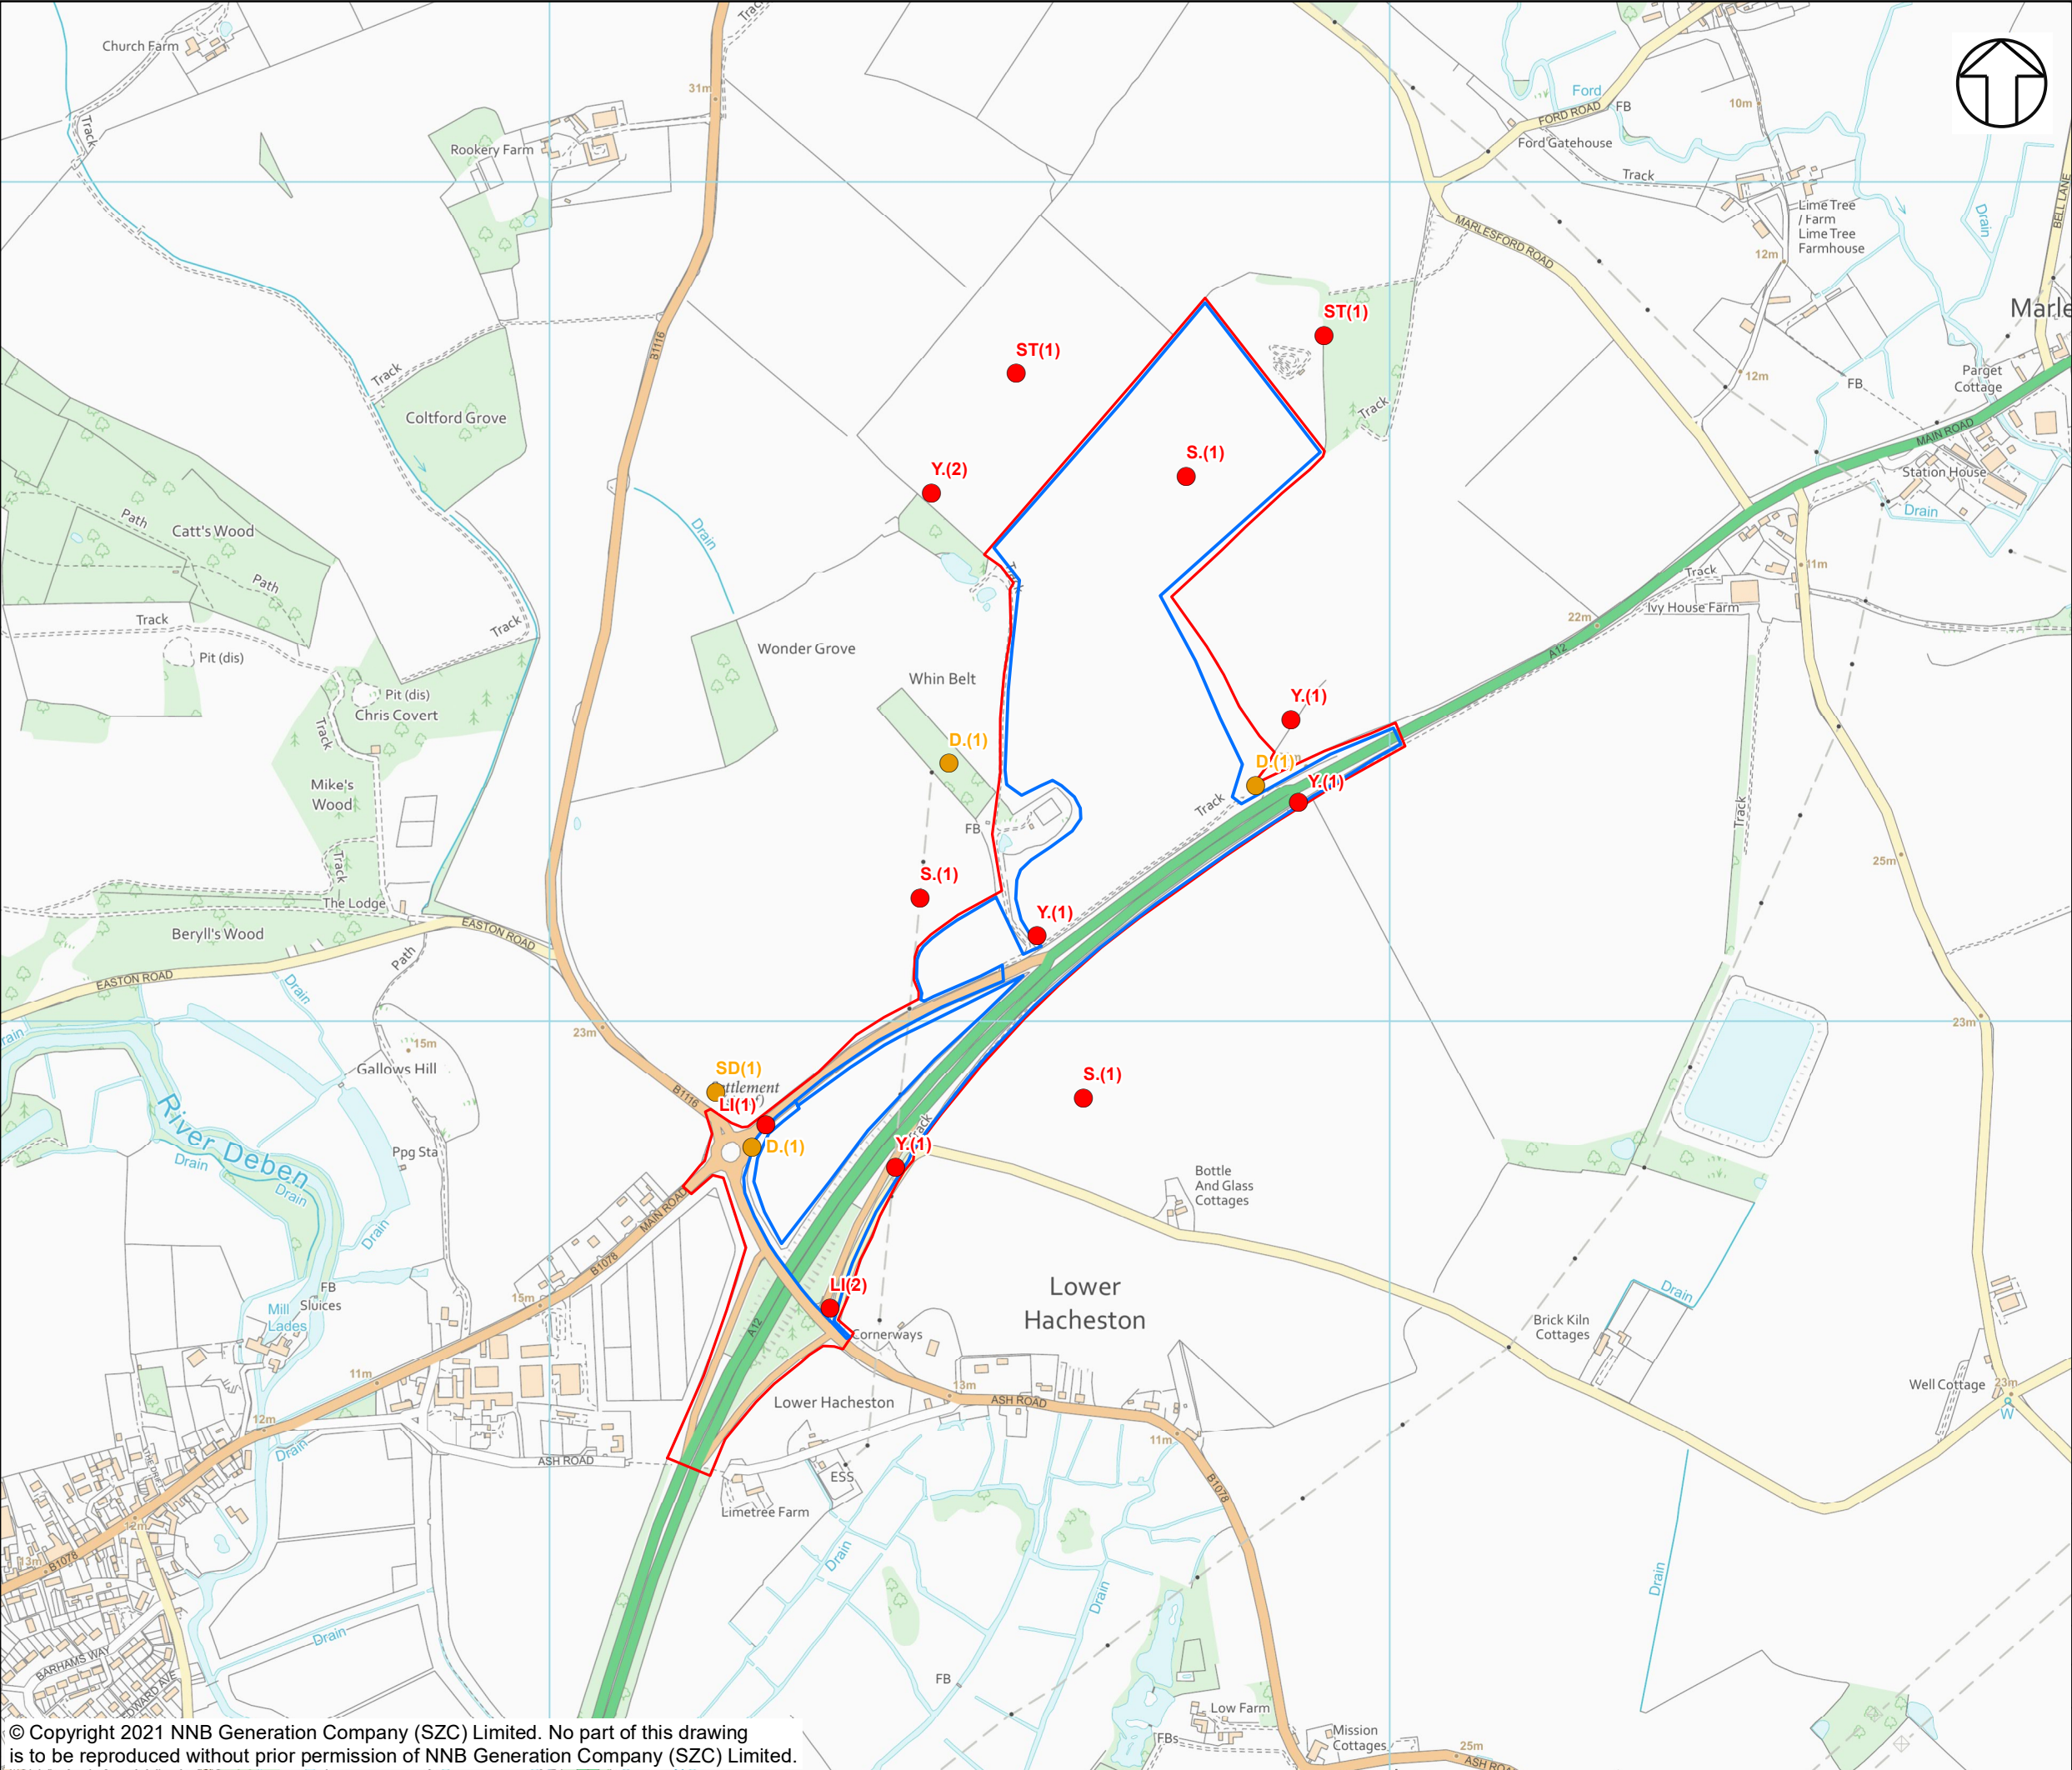 Church Farm
Track
Track
31m
Rookery Farm
Ford
FORD ROAD
FB
10m
Ford Gatehouse
Track
BELL LANE
Lime Tree
/ Farm
Lime Tree
Farmhouse
Drain
MARLESFORD ROAD
12m
Marle
ST(1)
ST(1)
B1116
Track
Coltford Grove
Track
12m
FB
Parget
Cottage
MAIN ROAD
Y.(2)
S.(1)
Station House
Drain
Path
Catt's Wood
Drain
Path
Track
11m
Track
Track
Ivy House Farm
Track
Track
22m
Pit (dis)
Wonder Grove
A12
Whin Belt
Pit (dis)
Chris Covert
Track
Y.(1)
D.(1)
D.(1)
Y.(1)
Mike's
Wood
Track
Track
FB
Track
25m
S.(1)
The Lodge
Y.(1)
Beryll's Wood
EASTON ROAD
Path
EASTON ROAD
Drain
23m
23m
15m
Gallows Hill
SD(1)
S.(1)
B1116
LI(1)
River Deben
D.(1)
Y.(1)
Track
Drain
Drain
Ppg Sta
Drain
Bottle
And Glass
Cottages
MAIN ROAD
B1078
FB
Sluices
15m
Mill
Lades
LI(2)
Lower
Hacheston
Drain
Brick Kiln
Cottages
A12
Cornerways
11m
13m
ASH ROAD
Well Cottage
23m
W
12m
Lower Hacheston
Drain
ASH ROAD
11m
ESS
B1078
Limetree Farm
12m
13m
B1078
Drain
Drain
Drain
Drain
BARHAMS WAY
FB
Low Farm
Mission
Cottages
FBs
25m
© Copyright 2021 NNB Generation Company (SZC) Limited. No part of this drawing
is to be reproduced without prior permission of NNB Generation Company (SZC) Limited.